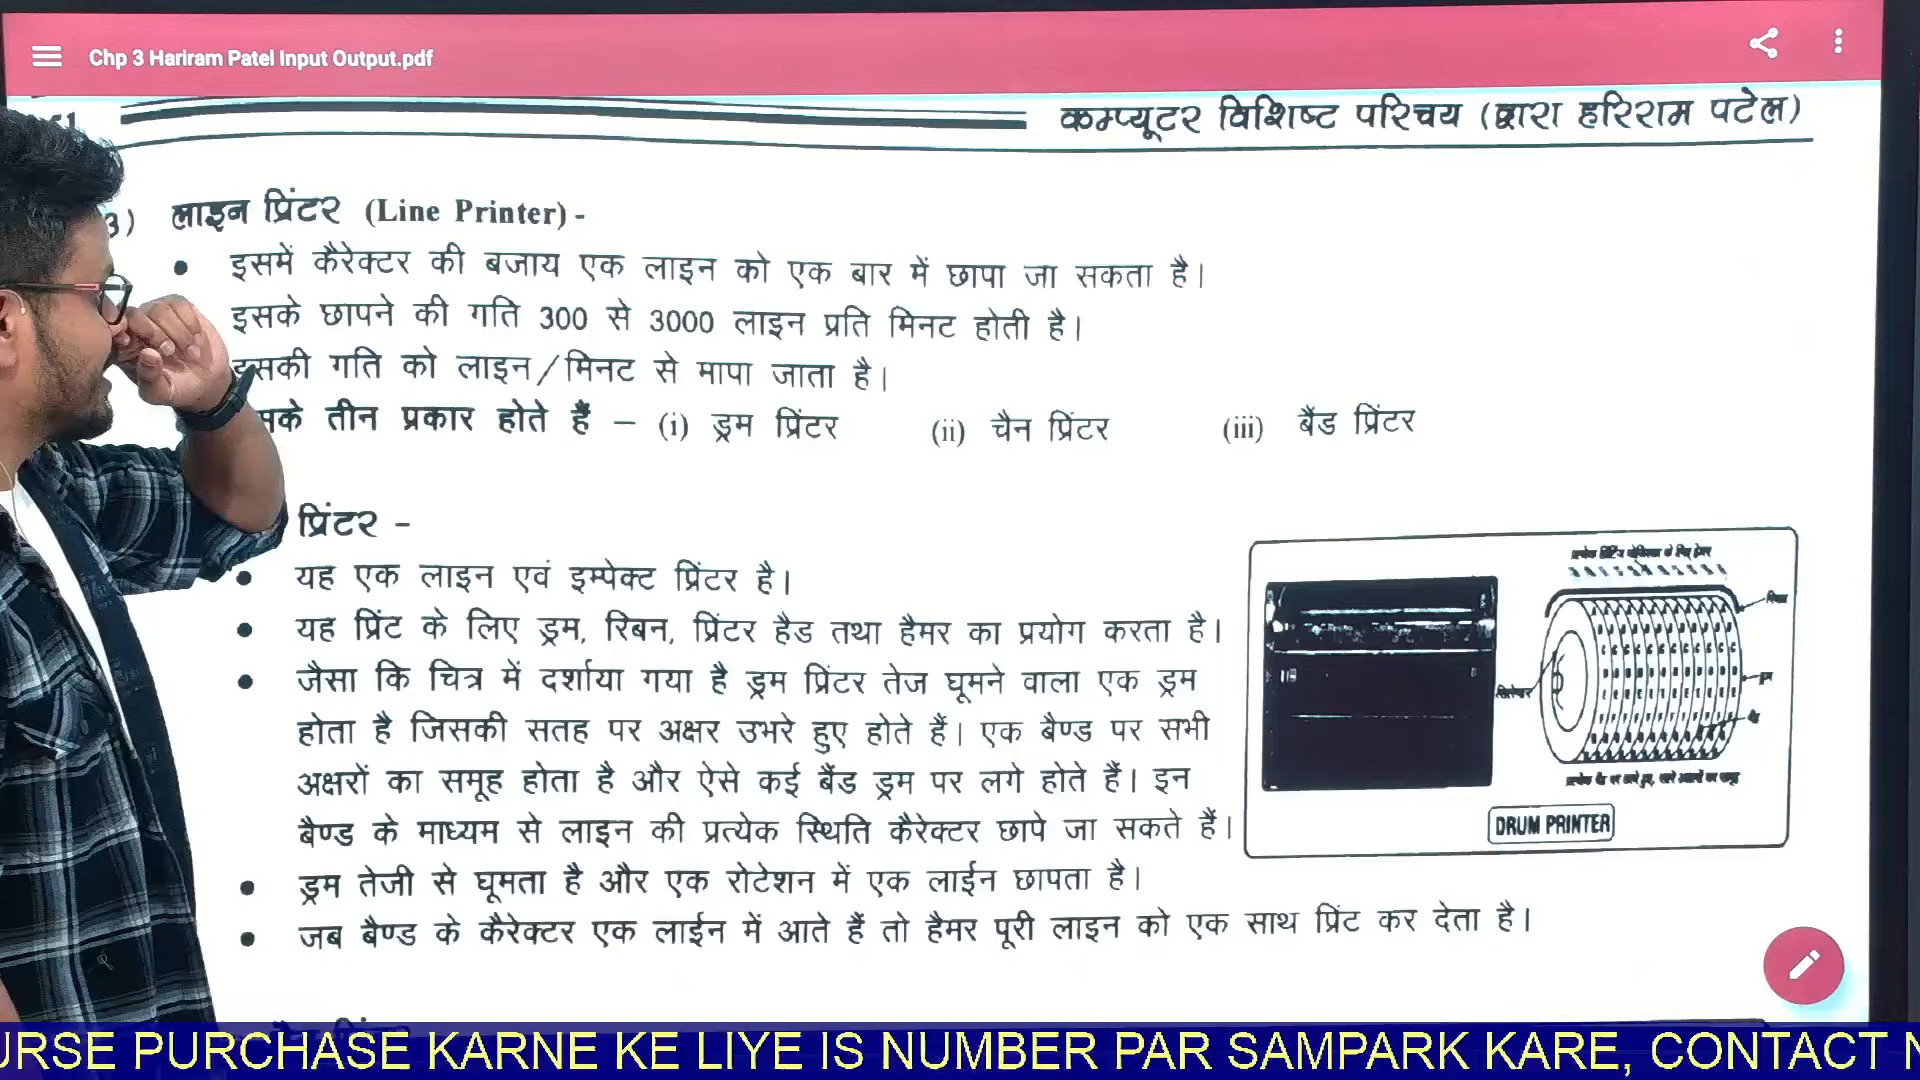 Chp 3 Hariram Patel Input Output.pdf
कम्प्यूटर विशिष्ट परिचय (द्वारा हरिराम पटेल)
3) लाइन प्रिंटर (Line Printer) -
इसमें कैरेक्टर की बजाय एक लाइन को एक बार में छापा जा सकता है।
इसके छापने की गति 300 से 3000 लाइन प्रति मिनट होती है।
इसकी गति को लाइन/मिनट से मापा जाता है।
के तीन प्रकार होते हैं – (i) ड्रम प्रिंटर (ii) चैन प्रिंटर (iii) बैंड प्रिंटर
प्रिंटर -
यह एक लाइन एवं इम्पेक्ट प्रिंटर है।
यह प्रिंट के लिए ड्रम, रिबन, प्रिंटर हैड तथा हैमर का प्रयोग करता है।
जैसा कि चित्र में दर्शाया गया है ड्रम प्रिंटर तेज घूमने वाला एक ड्रम
होता है जिसकी सतह पर अक्षर उभरे हुए होते हैं। एक बैण्ड पर सभी
अक्षरों का समूह होता है और ऐसे कई बैंड ड्रम पर लगे होते हैं। इन
बैण्ड के माध्यम से लाइन की प्रत्येक स्थिति कैरेक्टर छापे जा सकते हैं।
DRUM PRINTER
ड्रम तेजी से घूमता है और एक रोटेशन में एक लाईन छापता है।
जब बैण्ड के कैरेक्टर एक लाईन में आते हैं तो हैमर पूरी लाइन को एक साथ प्रिंट कर देता है।
URSE PURCHASE KARNE KE LIYE IS NUMBER PAR SAMPARK KARE, CONTACT N